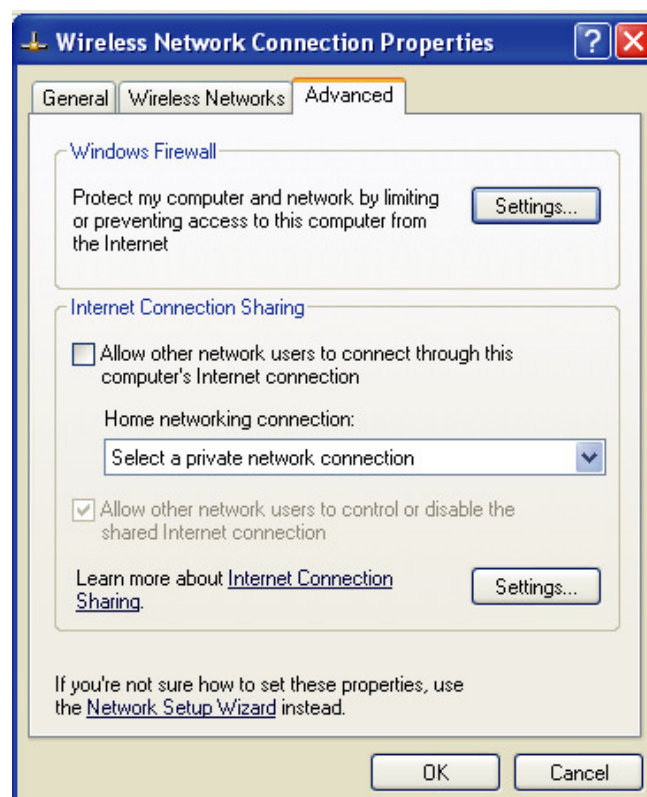 Wireless Network Connection Properties
General Wireless Networks Advanced
Windows Firewall
Protect my computer and network by limiting
or preventing access to this computer from
the Internet
Settings...
Internet Connection Sharing
Allow other network users to connect through this
computer's Internet connection
Home networking connection:
Select a private network connection
Allow other network users to control or disable the
shared Internet connection
Learn more about Internet Connection
Sharing.
Settings...
If you're not sure how to set these properties, use
the Network Setup Wizard instead.
OK Cancel